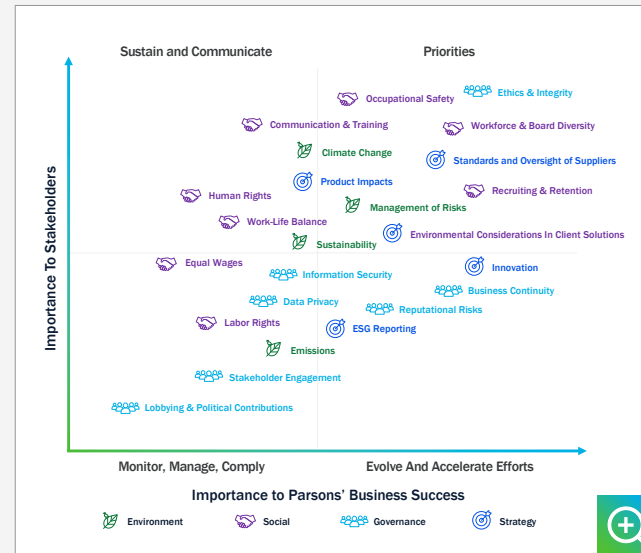 Sustain and Communicate
Priorities
Ethics & Integrity
Occupational Safety
Communication & Training
Workforce & Board Diversity
Climate Change
Standards and Oversight of Suppliers
Product Impacts
Human Rights
Recruiting & Retention
Management of Risks
Work-Life Balance
Environmental Considerations In Client Solutions
Sustainability
Equal Wages
Information Security
Innovation
Business Continuity
Data Privacy
Reputational Risks
Labor Rights
ESG Reporting
Emissions
Stakeholder Engagement
Lobbying & Political Contributions
Importance To Stakeholders
Monitor, Manage, Comply
Evolve And Accelerate Efforts
Importance to Parsons' Business Success
Environment
Social
Governance
Strategy